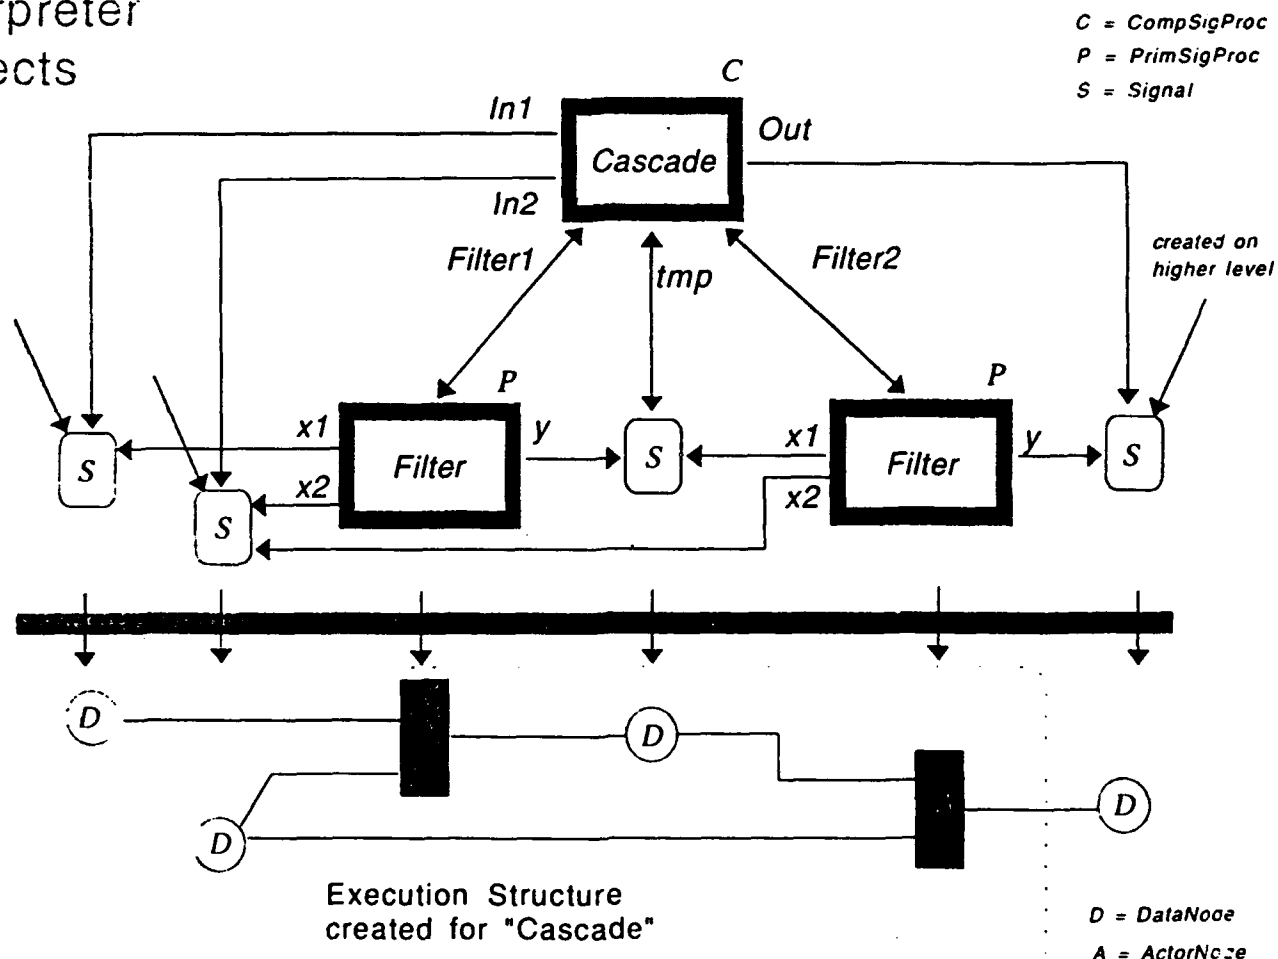 rpreter
ects
C = CompSigProc
P = PrimSigProc
S = Signal
C
In1
Out
Cascade
In2
Filter1
tmp
Filter2
created on
higher level
P
P
x1
y
x1
y
S
Filter
S
Filter
S
x2
x2
S
D
D
D
D
Execution Structure
created for "Cascade"
D = DataNode
A = ActorNode